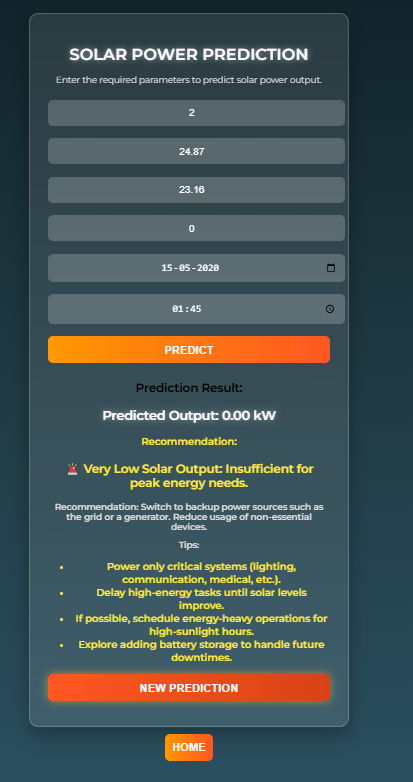 SOLAR POWER PREDICTION
Enter the required parameters to predict solar power output.
2
24.87
23.16
0
15-05-2020
01:45
PREDICT
Prediction Result:
Predicted Output: 0.00 kW
Recommendation:
🚨 Very Low Solar Output: Insufficient for
peak energy needs.
Recommendation: Switch to backup power sources such as
the grid or a generator. Reduce usage of non-essential
devices.
Tips:
• Power only critical systems (lighting,
communication, medical, etc.).
• Delay high-energy tasks until solar levels
improve.
• If possible, schedule energy-heavy operations for
high-sunlight hours.
• Explore adding battery storage to handle future
downtimes.
NEW PREDICTION
HOME